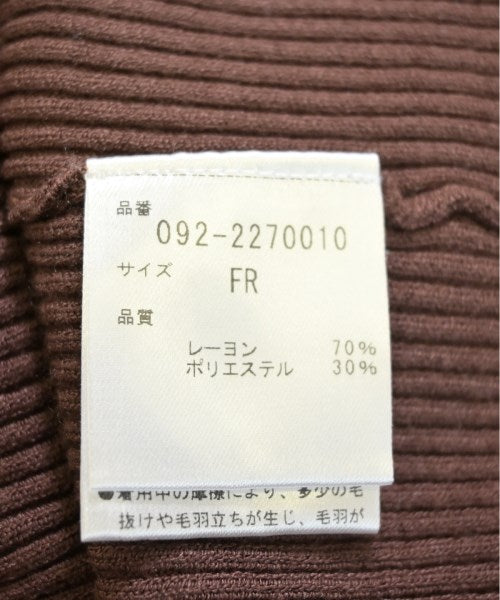 品番
092-2270010
サイズ
FR
品質
レーヨン 70%
ポリエステル 30%
●着用中の摩擦により、多少の毛
抜けや毛羽立ちが生じ、毛羽が